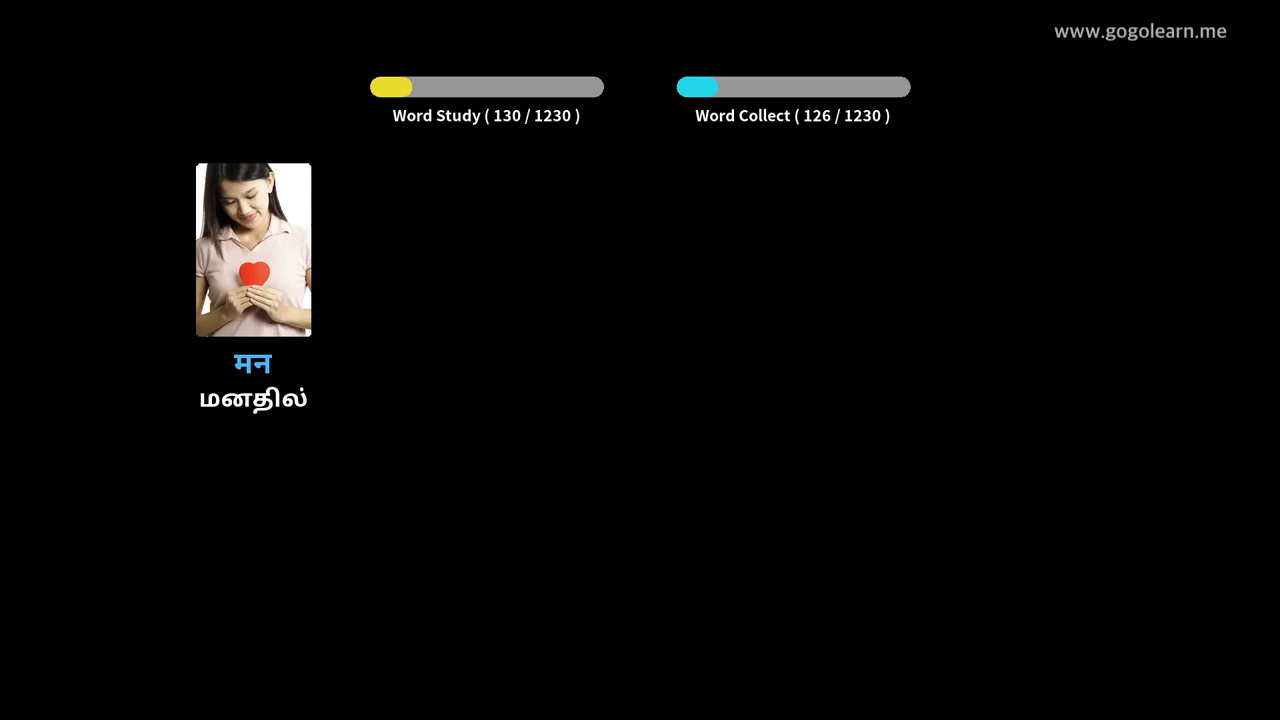 www.gogolearn.me
Word Study ( 130 / 1230 )
Word Collect ( 126 / 1230 )
मन
மனதில்